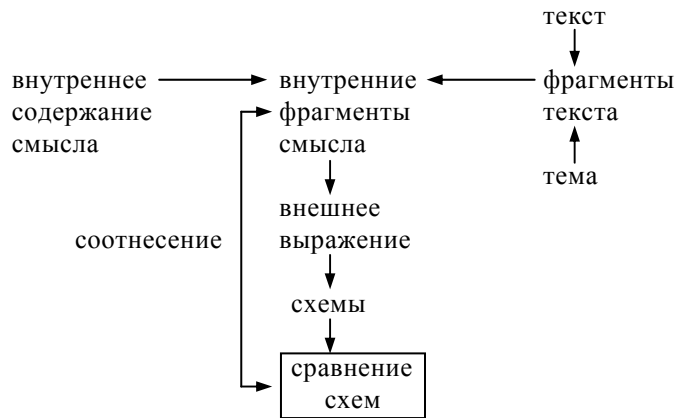 текст
внутреннее
содержание
смысла
внутренние
фрагменты
смысла
фрагменты
текста
тема
внешнее
выражение
соотнесение
схемы
сравнение
схем